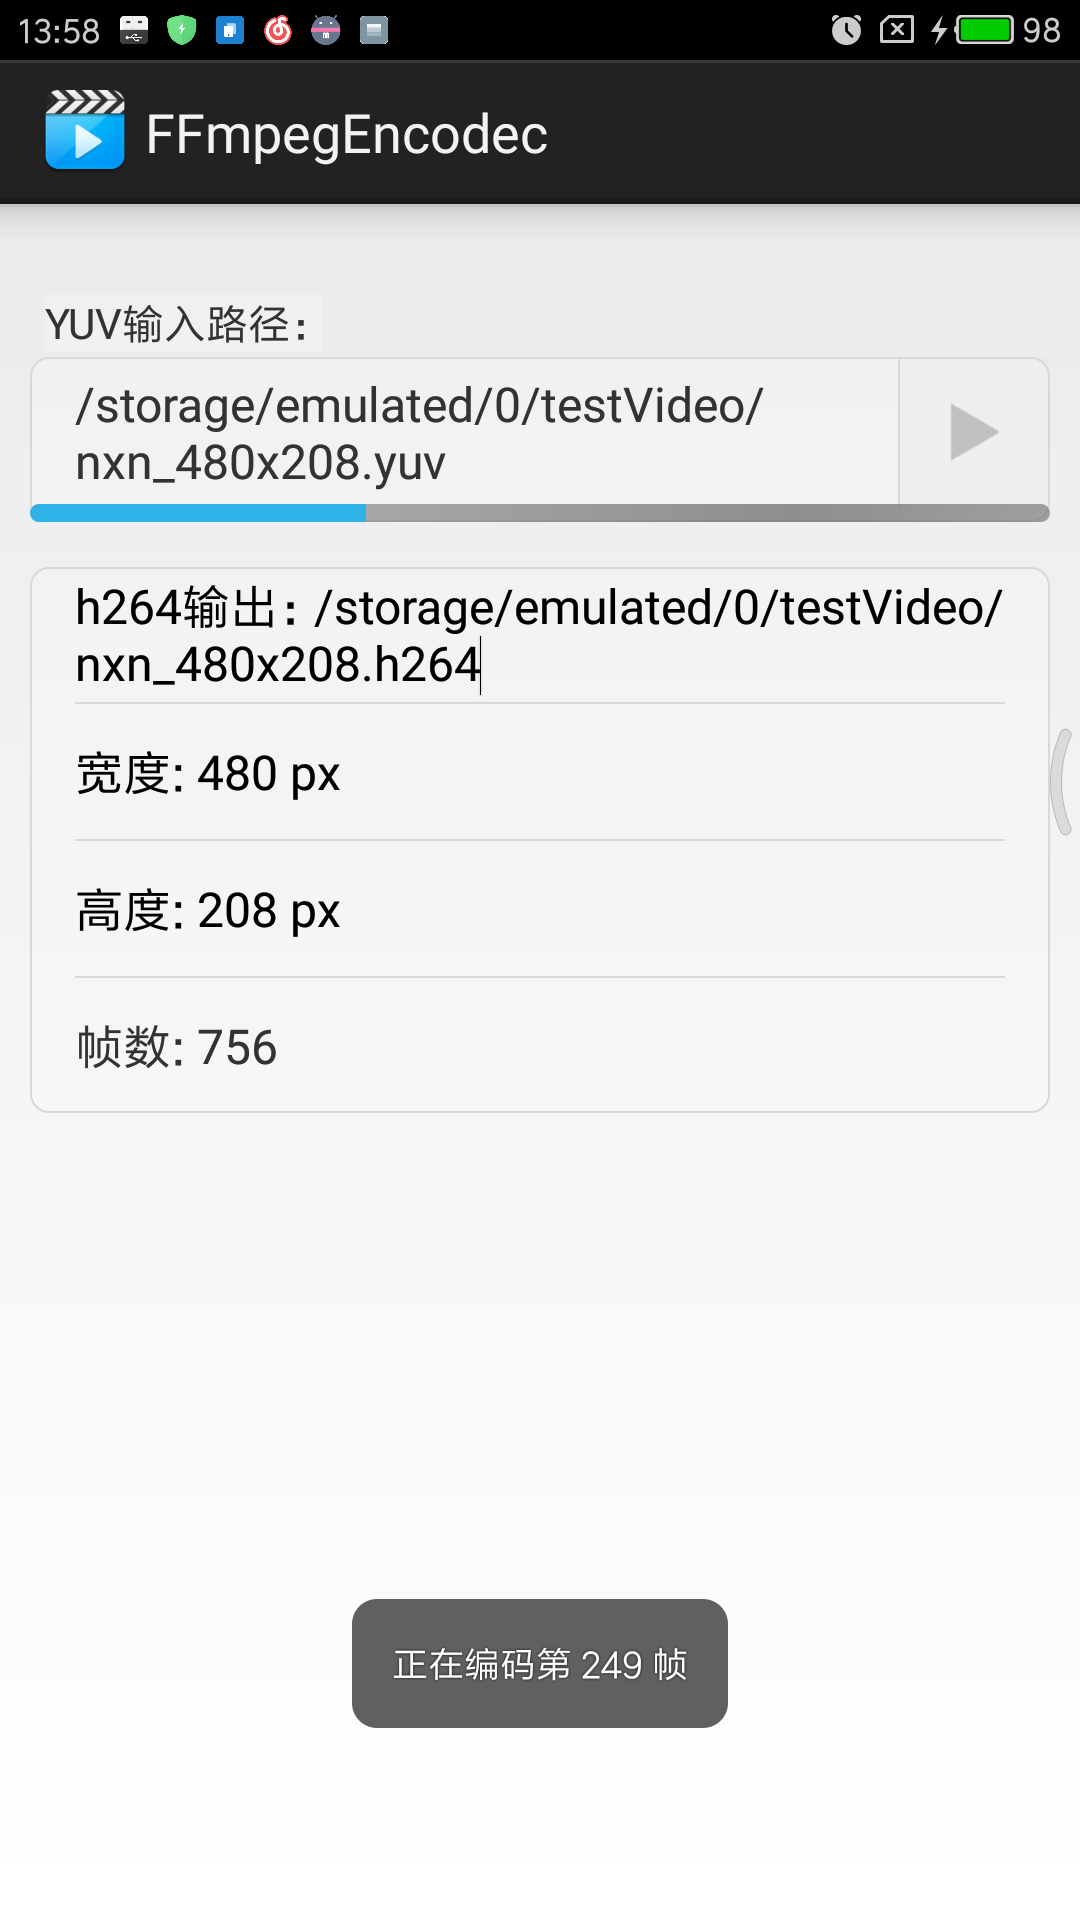 13:58
98
FFmpegEncodec
YUV输入路径：
/storage/emulated/0/testVideo/
nxn_480x208.yuv
h264输出：/storage/emulated/0/testVideo/
nxn_480x208.h264
宽度: 480 px
高度: 208 px
帧数: 756
正在编码第 249 帧